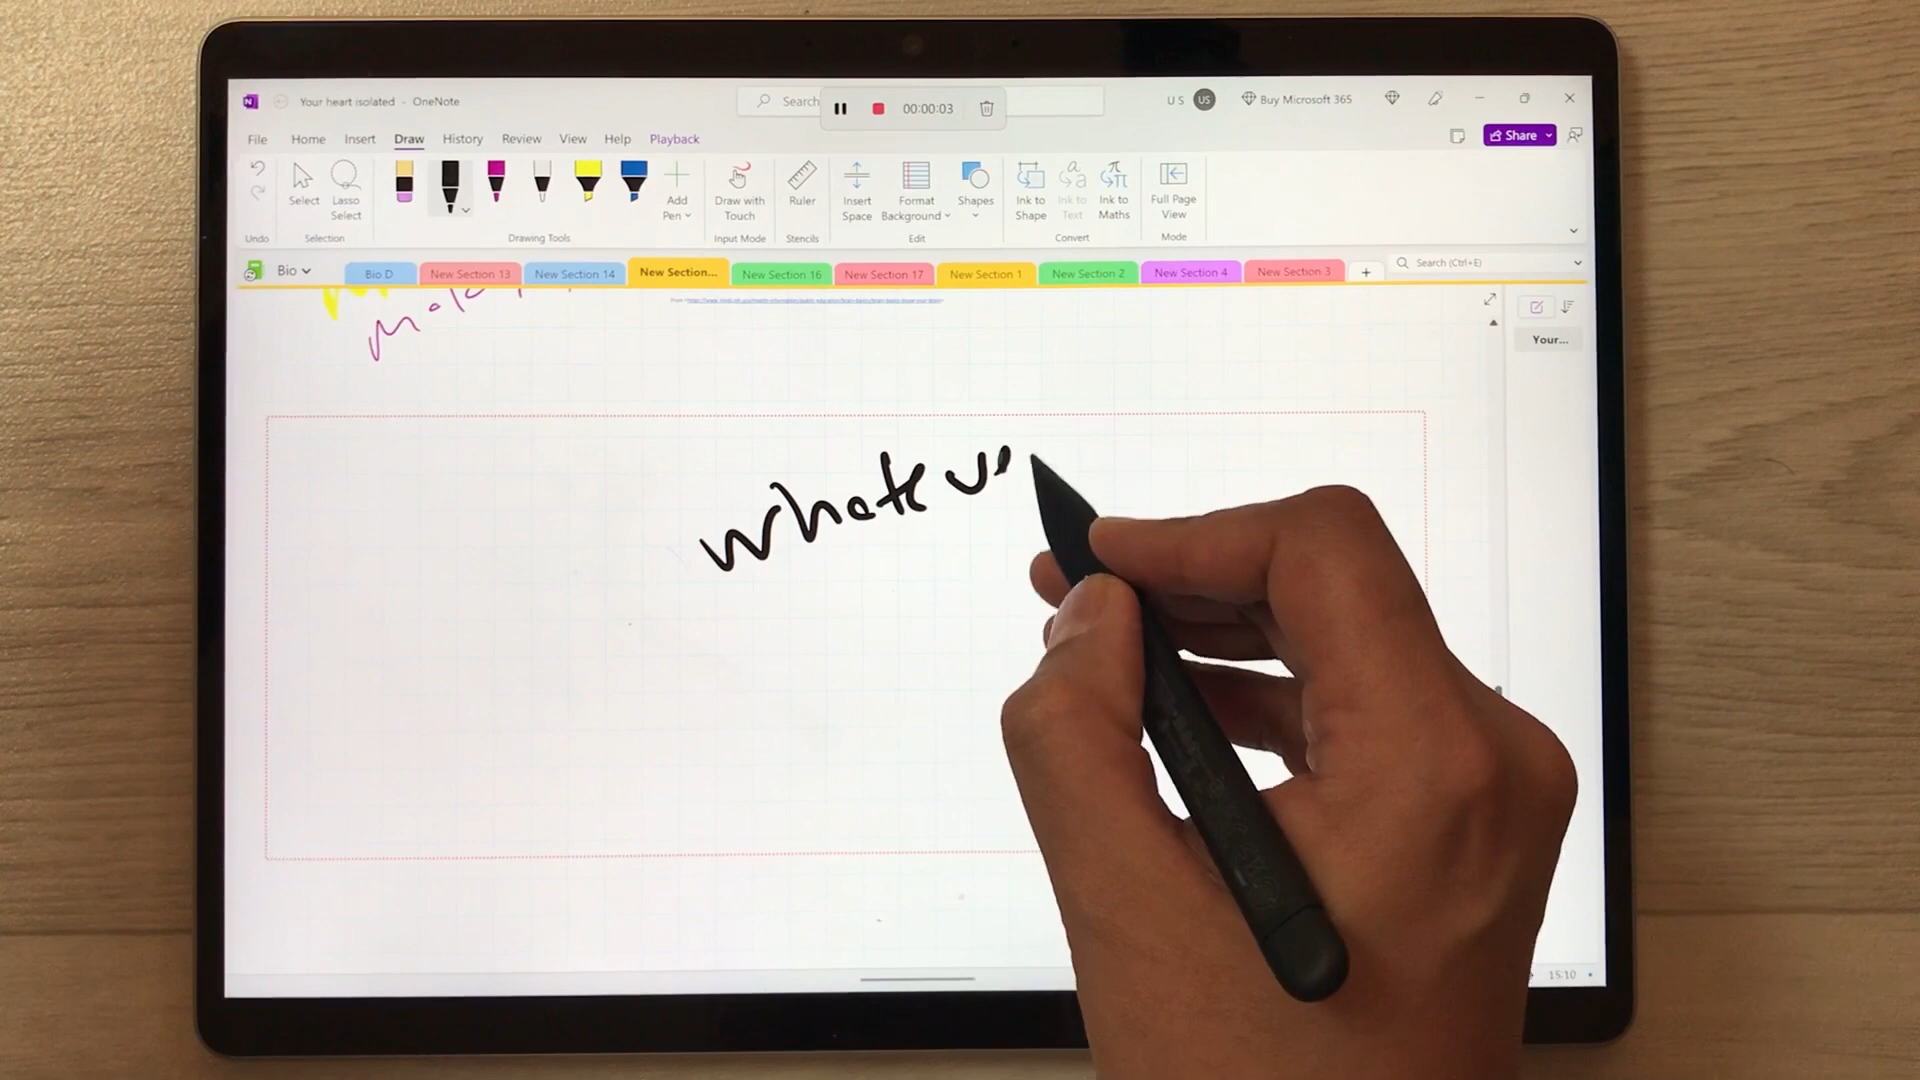 Your heart isolated - OneNote
Search
00:00:03
U S
US
Buy Microsoft 365
File Home Insert Draw History Review View Help Playback
Share
Undo
Select
Lasso Select
Selection
Drawing Tools
Add Pen
Draw with Touch
Input Mode
Ruler
Stencils
Insert Space
Format Background
Shapes
Edit
Ink to Shape
Ink to Text
Ink to Maths
Convert
Full Page View
Mode
Bio
Bio D
New Section 13
New Section 14
New Section...
New Section 16
New Section 17
New Section 1
New Section 2
New Section 4
New Section 3
+
Search (Ctrl+E)
Your...
whateve
15:10